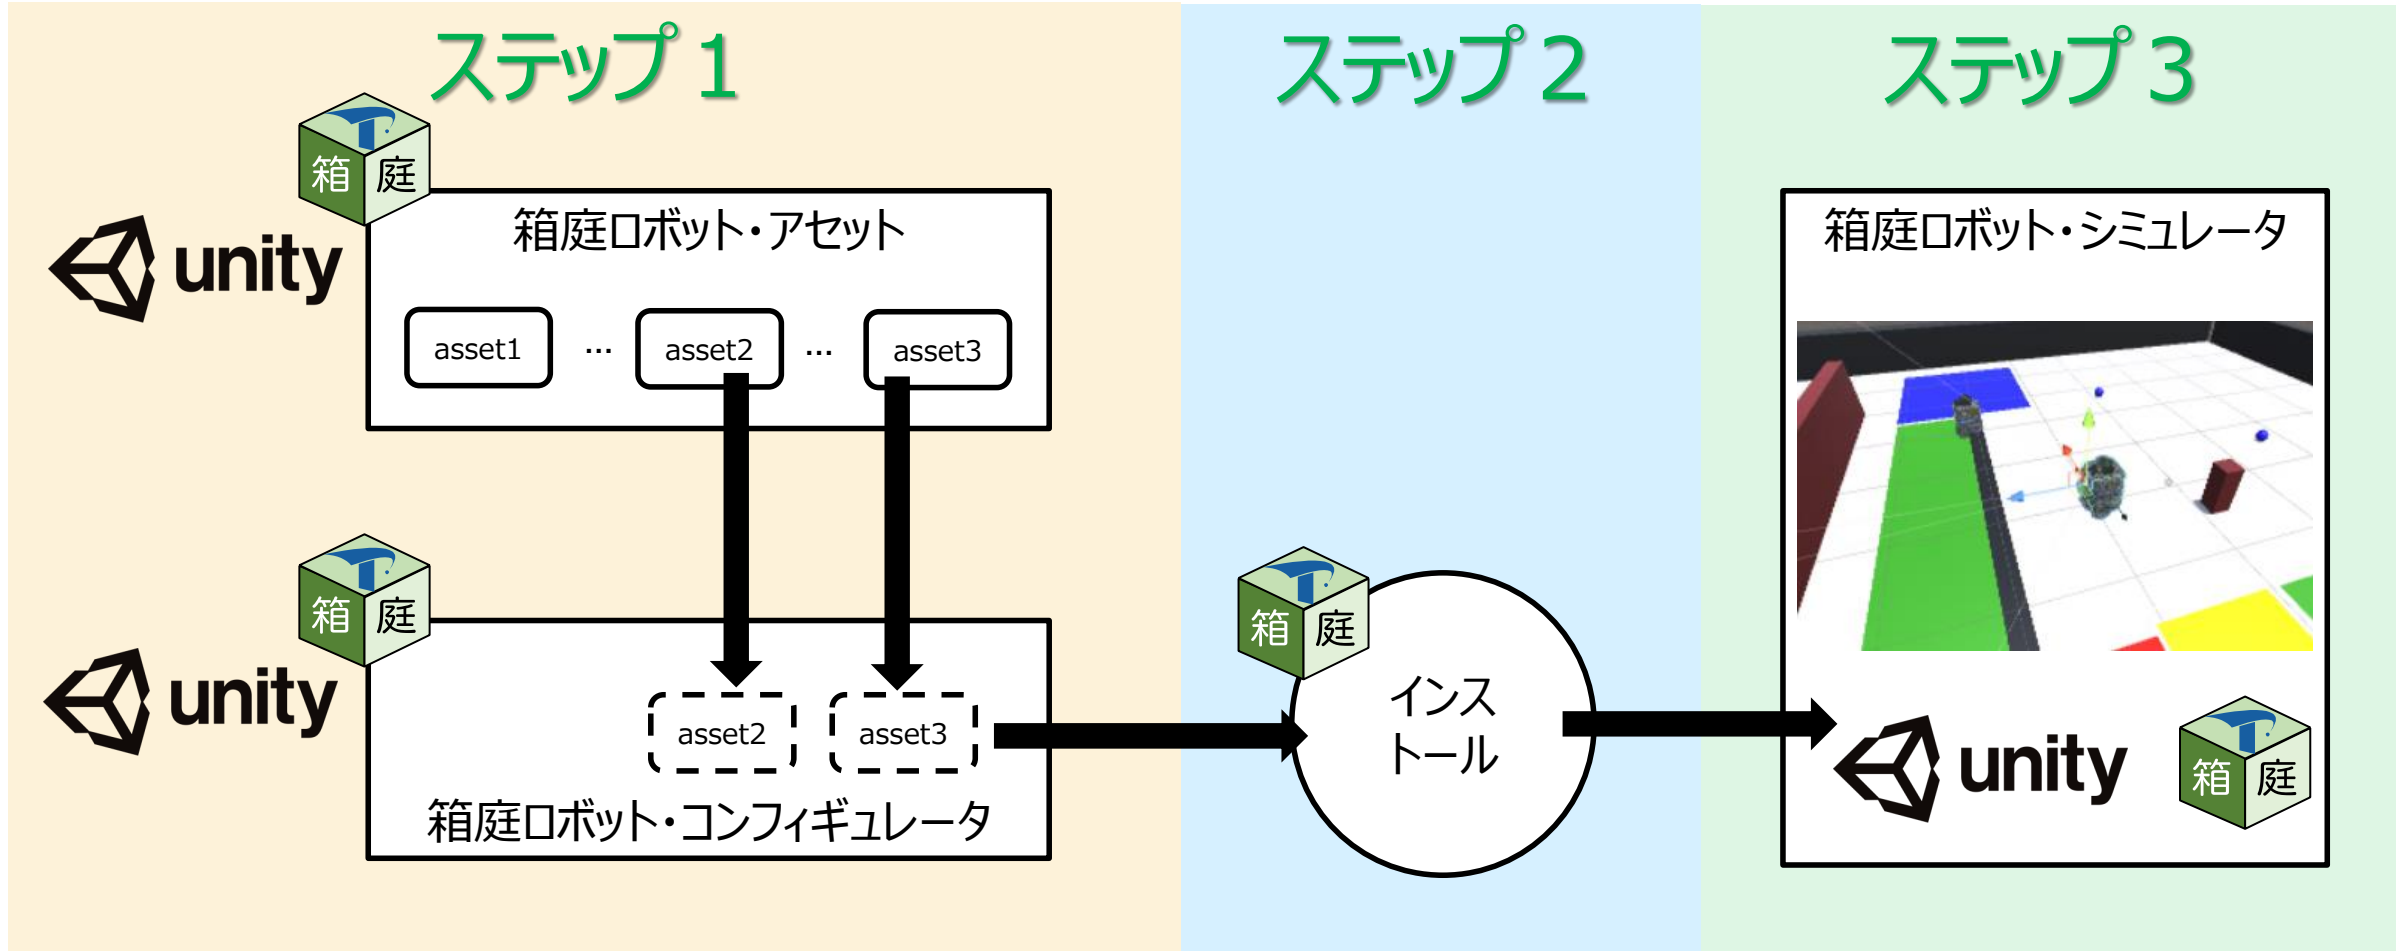 ステップ１
ステップ２
ステップ３
箱 庭
unity
箱庭ロボット・アセット
asset1
…
asset2
…
asset3
箱 庭
unity
asset2
asset3
箱庭ロボット・コンフィギュレータ
箱 庭
インス
トール
箱庭ロボット・シミュレータ
unity
箱 庭